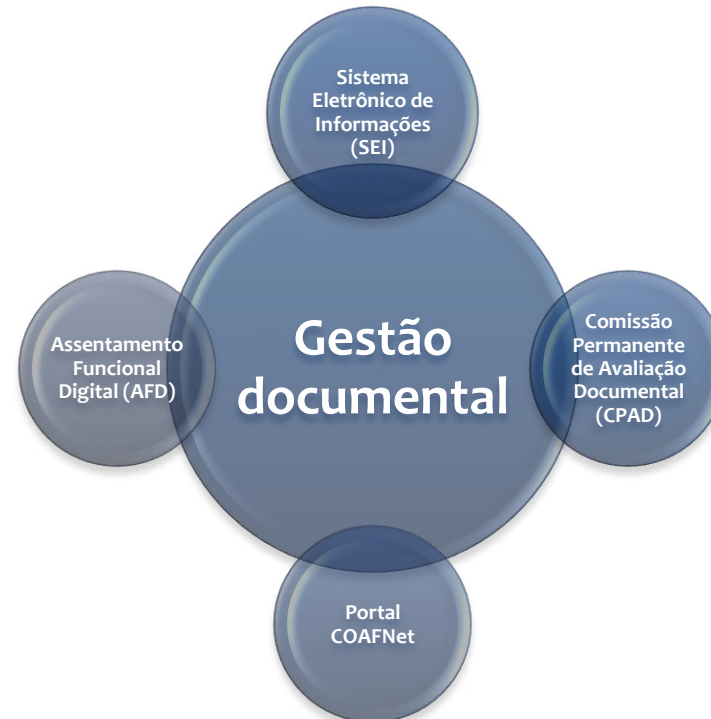 Sistema
Eletrônico de
Informações
(SEI)
Assentamento
Funcional
Digital (AFD)
Gestão
documental
Comissão
Permanente
de Avaliação
Documental
(CPAD)
Portal
COAFNet